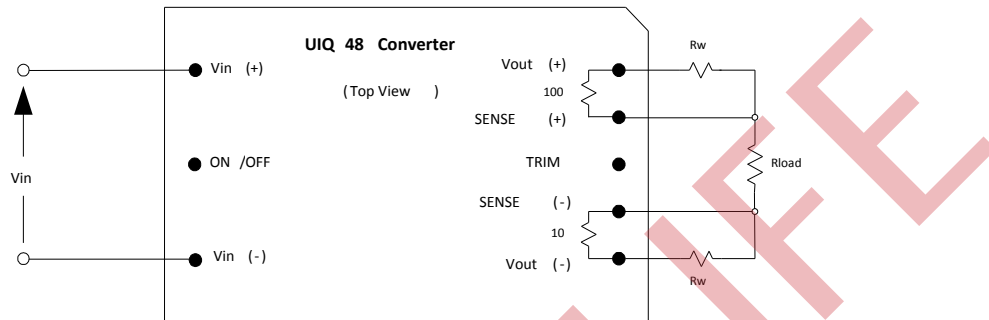 UIQ 48 Converter
(Top View )
Vin
Vin (+)
ON /OFF
Vin (-)
Vout (+)
100
SENSE (+)
TRIM
SENSE (-)
10
Vout (-)
Rw
Rload
Rw
IFE